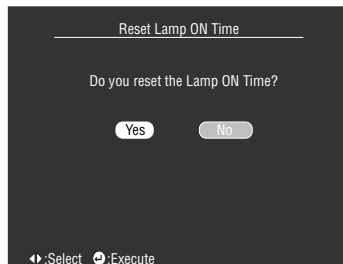 Reset Lamp ON Time
Do you reset the Lamp ON Time?
Yes No
:Select :Execute